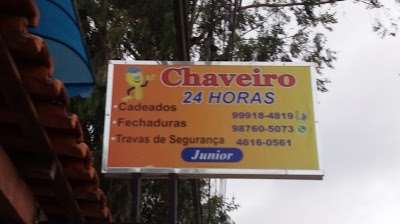 Chaveiro
24 HORAS
• Cadeados 99918-4819
• Fechaduras 98760-5073
• Travas de Segurança 4616-0561
Junior